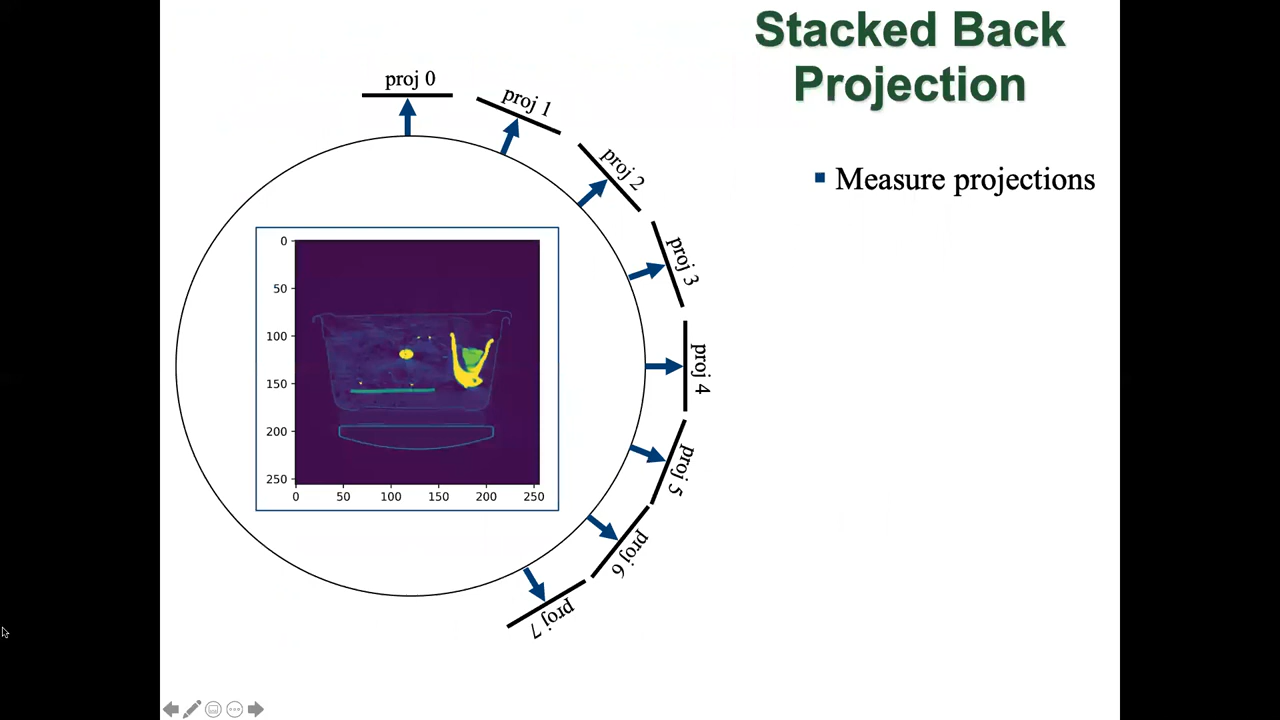 Stacked Back
Projection
Measure projections
proj 0
proj 1
proj 2
proj 3
proj 4
proj 5
proj 6
proj 7
0
50
100
150
200
250
0 50 100 150 200 250